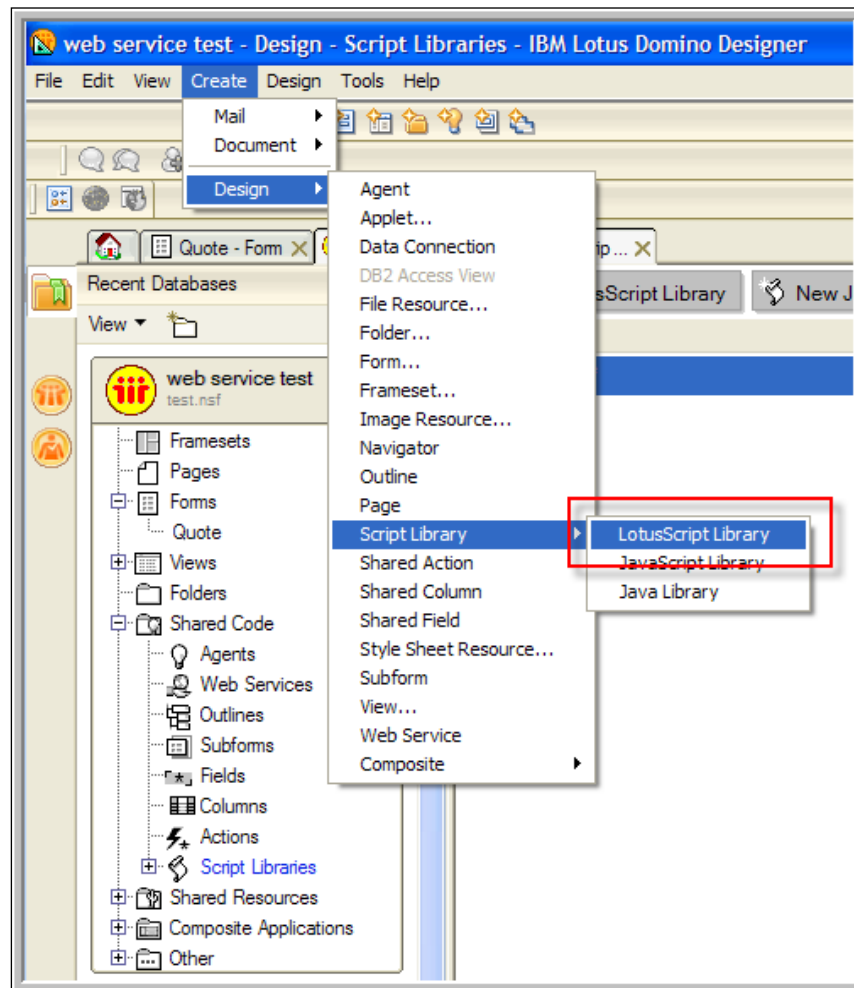 web service test - Design - Script Libraries - IBM Lotus Domino Designer
File Edit View Create Design Tools Help
Mail
Document
Design
Agent
Applet...
Data Connection
DB2 Access View
File Resource...
Folder...
Form...
Frameset...
Image Resource...
Navigator
Outline
Page
Script Library
Shared Action
Shared Column
Shared Field
Style Sheet Resource...
Subform
View...
Web Service
Composite
LotusScript Library
JavaScript Library
Java Library
Quote - Form
ip ...
Recent Databases
sScript Library
New J
View
web service test
test.nsf
Framesets
Pages
Forms
Quote
Views
Folders
Shared Code
Agents
Web Services
Outlines
Subforms
Fields
Columns
Actions
Script Libraries
Shared Resources
Composite Applications
Other